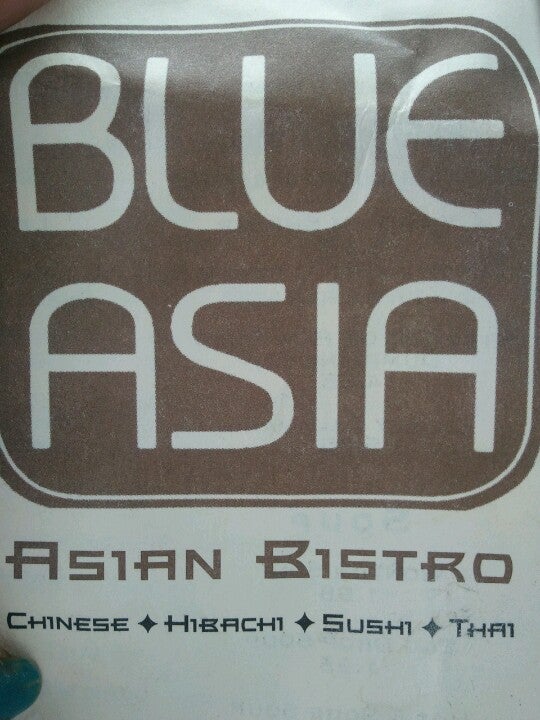 BLUE
ASIA
ASIAN BISTRO
CHINESE ✦ HIBACHI ✦ SUSHI ✦ THAI